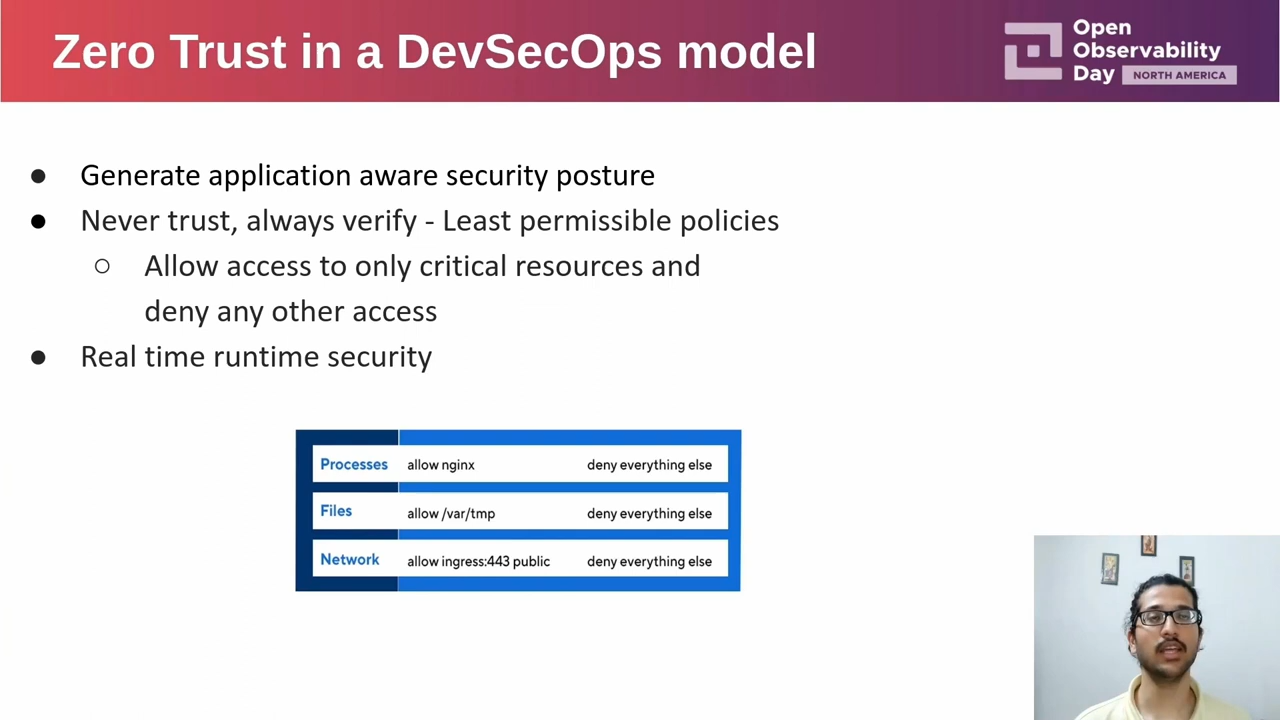 Zero Trust in a DevSecOps model
Open
Observability
Day NORTH AMERICA
● Generate application aware security posture
● Never trust, always verify - Least permissible policies
○ Allow access to only critical resources and
deny any other access
● Real time runtime security
Processes allow nginx deny everything else
Files allow /var/tmp deny everything else
Network allow ingress:443 public deny everything else